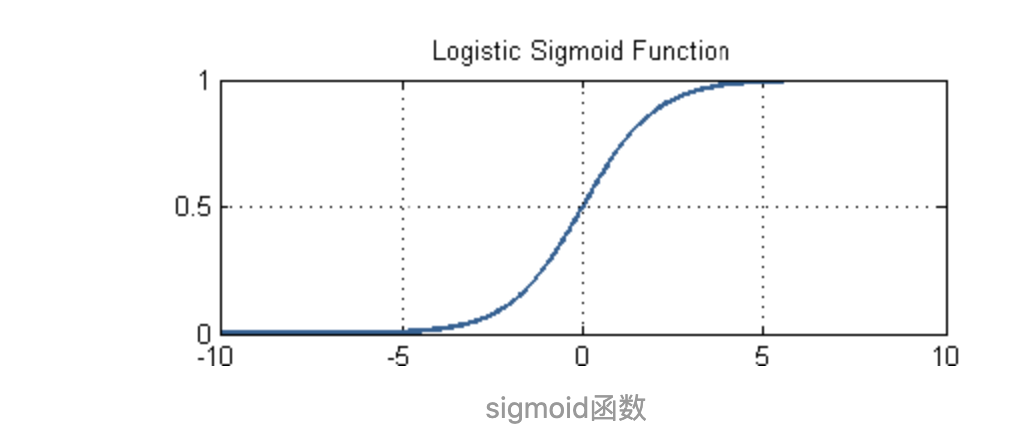 Logistic Sigmoid Function
1
0.5
0
-10 -5 0 5 10
sigmoid函数